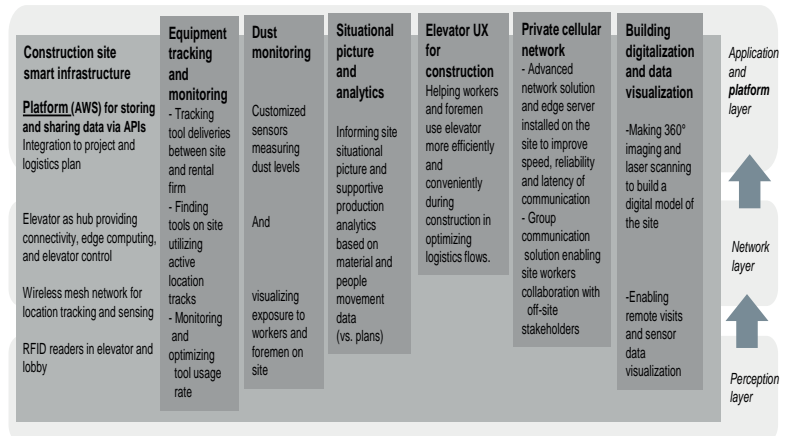 Construction site
smart infrastructure
Platform (AWS) for storing
and sharing data via APIs
Integration to project and
logistics plan
Elevator as hub providing
connectivity, edge computing,
and elevator control
Wireless mesh network for
location tracking and sensing
RFID readers in elevator and
lobby
Equipment
tracking
and
monitoring
- Tracking
tool deliveries
between site
and rental
firm
- Finding
tools on site
utilizing
active
location
tracks
- Monitoring
and
optimizing
tool usage
rate
Dust
monitoring
Customized
sensors
measuring
dust levels
And
visualizing
exposure to
workers and
foremen on
site
Situational
picture
and
analytics
Informing site
situational
picture and
supportive
production
analytics
based on
material and
people
movement
data
(vs. plans)
Elevator UX
for
construction
Helping workers
and foremen
use elevator
more efficiently
and
conveniently
during
construction in
optimizing
logistics flows.
Private cellular
network
- Advanced
network solution
and edge server
installed on the
site to improve
speed, reliability
and latency of
communication
- Group
communication
solution enabling
site workers
collaboration with
off-site
stakeholders
Building
digitalization
and data
visualization
-Making 360°
imaging and
laser scanning
to build a
digital model of
the site
-Enabling
remote visits
and sensor
data
visualization
Application
and
platform
layer
Network
layer
Perception
layer